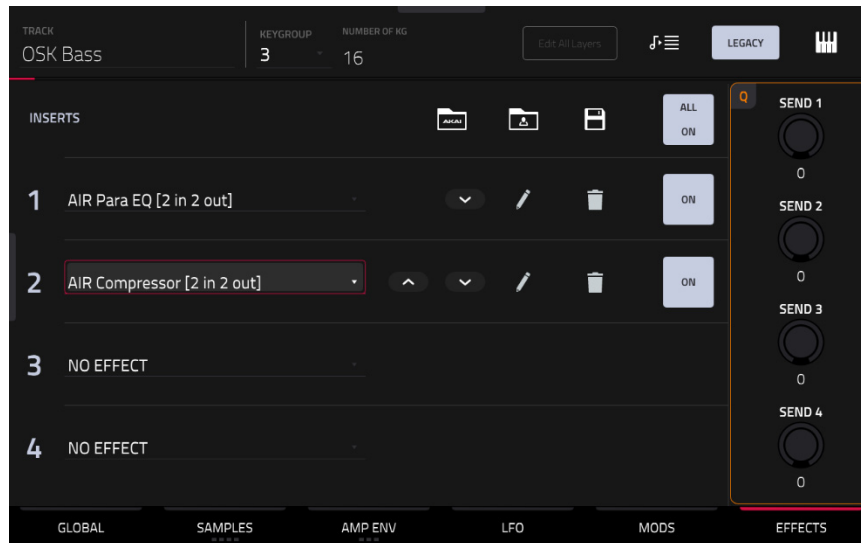 TRACK
OSK Bass
KEYGROUP
3
NUMBER OF KG
16
Edit All Layers
LEGACY
INSERTS
AKAI
ALL
ON
1
AIR Para EQ [2 in 2 out]
ON
2
AIR Compressor [2 in 2 out]
ON
3
NO EFFECT
4
NO EFFECT
Q
SEND 1
0
SEND 2
0
SEND 3
0
SEND 4
0
GLOBAL
SAMPLES
AMP ENV
LFO
MODS
EFFECTS